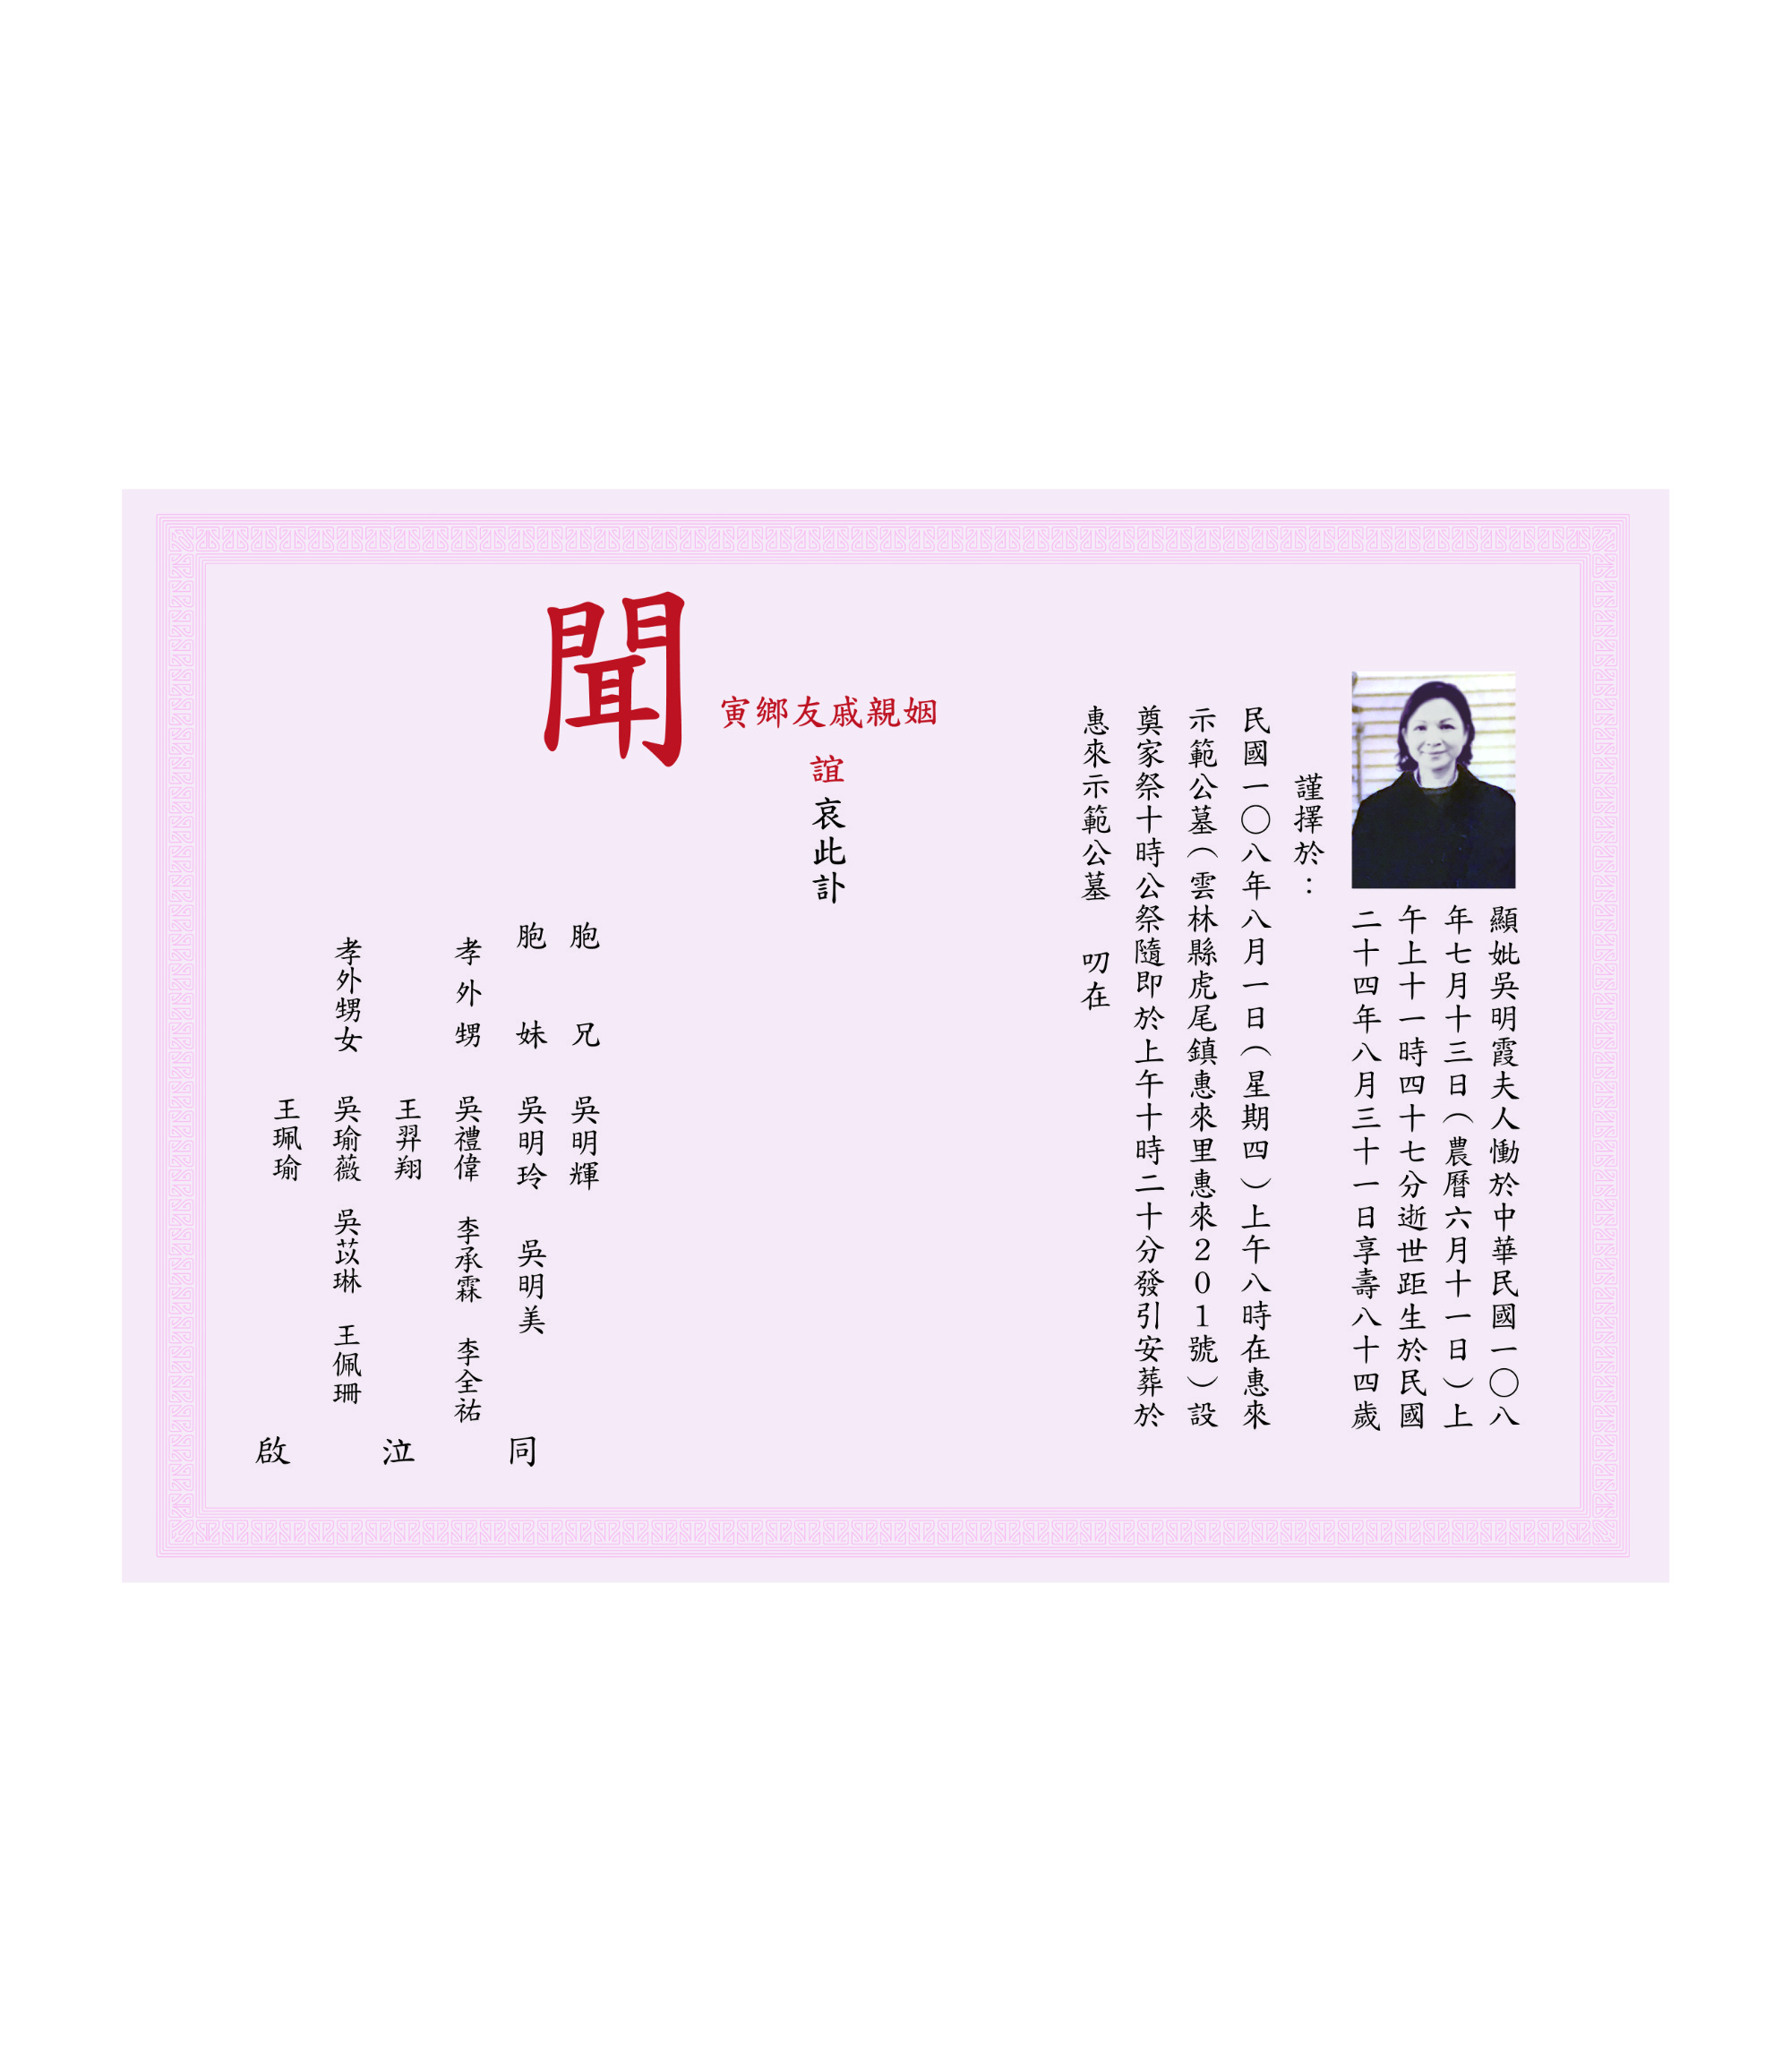 顯妣吳明霞夫人慟於中華民國一〇八
年七月十三日（農曆六月十一日）上
午上十一時四十七分逝世距生於民國
二十四年八月三十一日享壽八十四歲
謹擇於：
民國一〇八年八月一日（星期四）上午八時在惠來
示範公墓（雲林縣虎尾鎮惠來里惠來201號）設
奠家祭十時公祭隨即於上午十時二十分發引安葬於
惠來示範公墓 叨在
寅鄉友戚親姻
誼
哀此訃
聞
胞兄 吳明輝
胞妹 吳明玲 吳明美
孝外甥 吳禮偉 李承霖 李全祐
王羿翔
孝外甥女 吳瑜薇 吳苡琳 王佩珊
王珮瑜
同泣啟